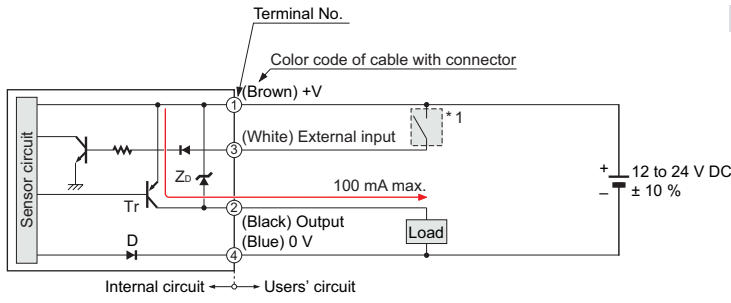 Terminal No.
Color code of cable with connector
(Brown) +V
1
* 1
(White) External input
3
Sensor circuit
ZD
+
12 to 24 V DC
–
± 10 %
100 mA max.
Tr
2
(Black) Output
Load
(Blue) 0 V
D
4
Internal circuit
Users' circuit